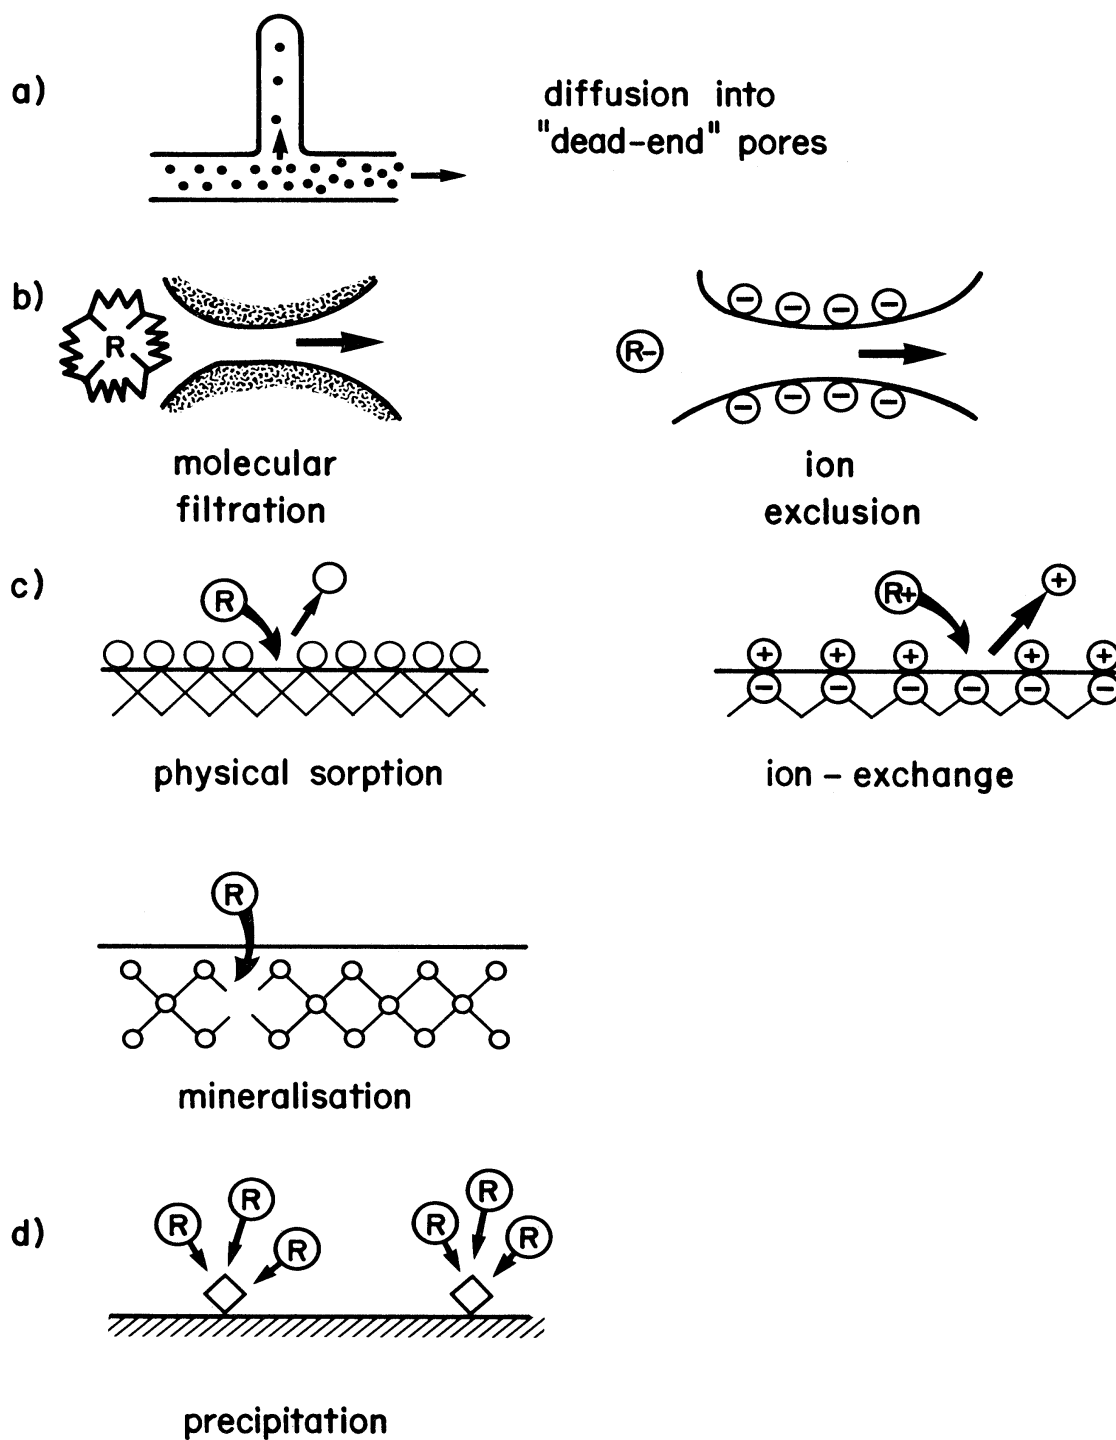 a)
diffusion into
"dead-end" pores
b)
R
R−
− − − −
− − − −
molecular
filtration
ion
exclusion
c)
R
R+
+
+ + + + +
− − − − − −
physical sorption
ion - exchange
R
mineralisation
d)
R R R
R R R
precipitation